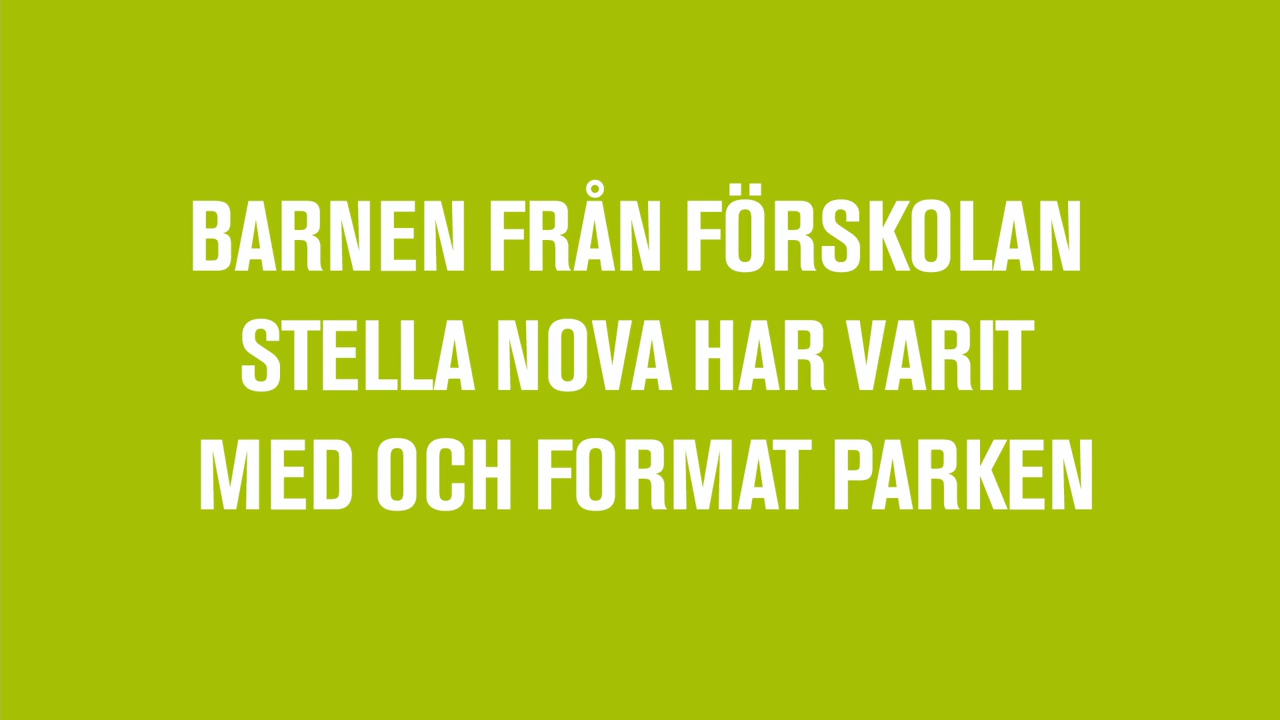 BARNEN FRÅN FÖRSKOLAN
STELLA NOVA HAR VARIT
MED OCH FORMAT PARKEN